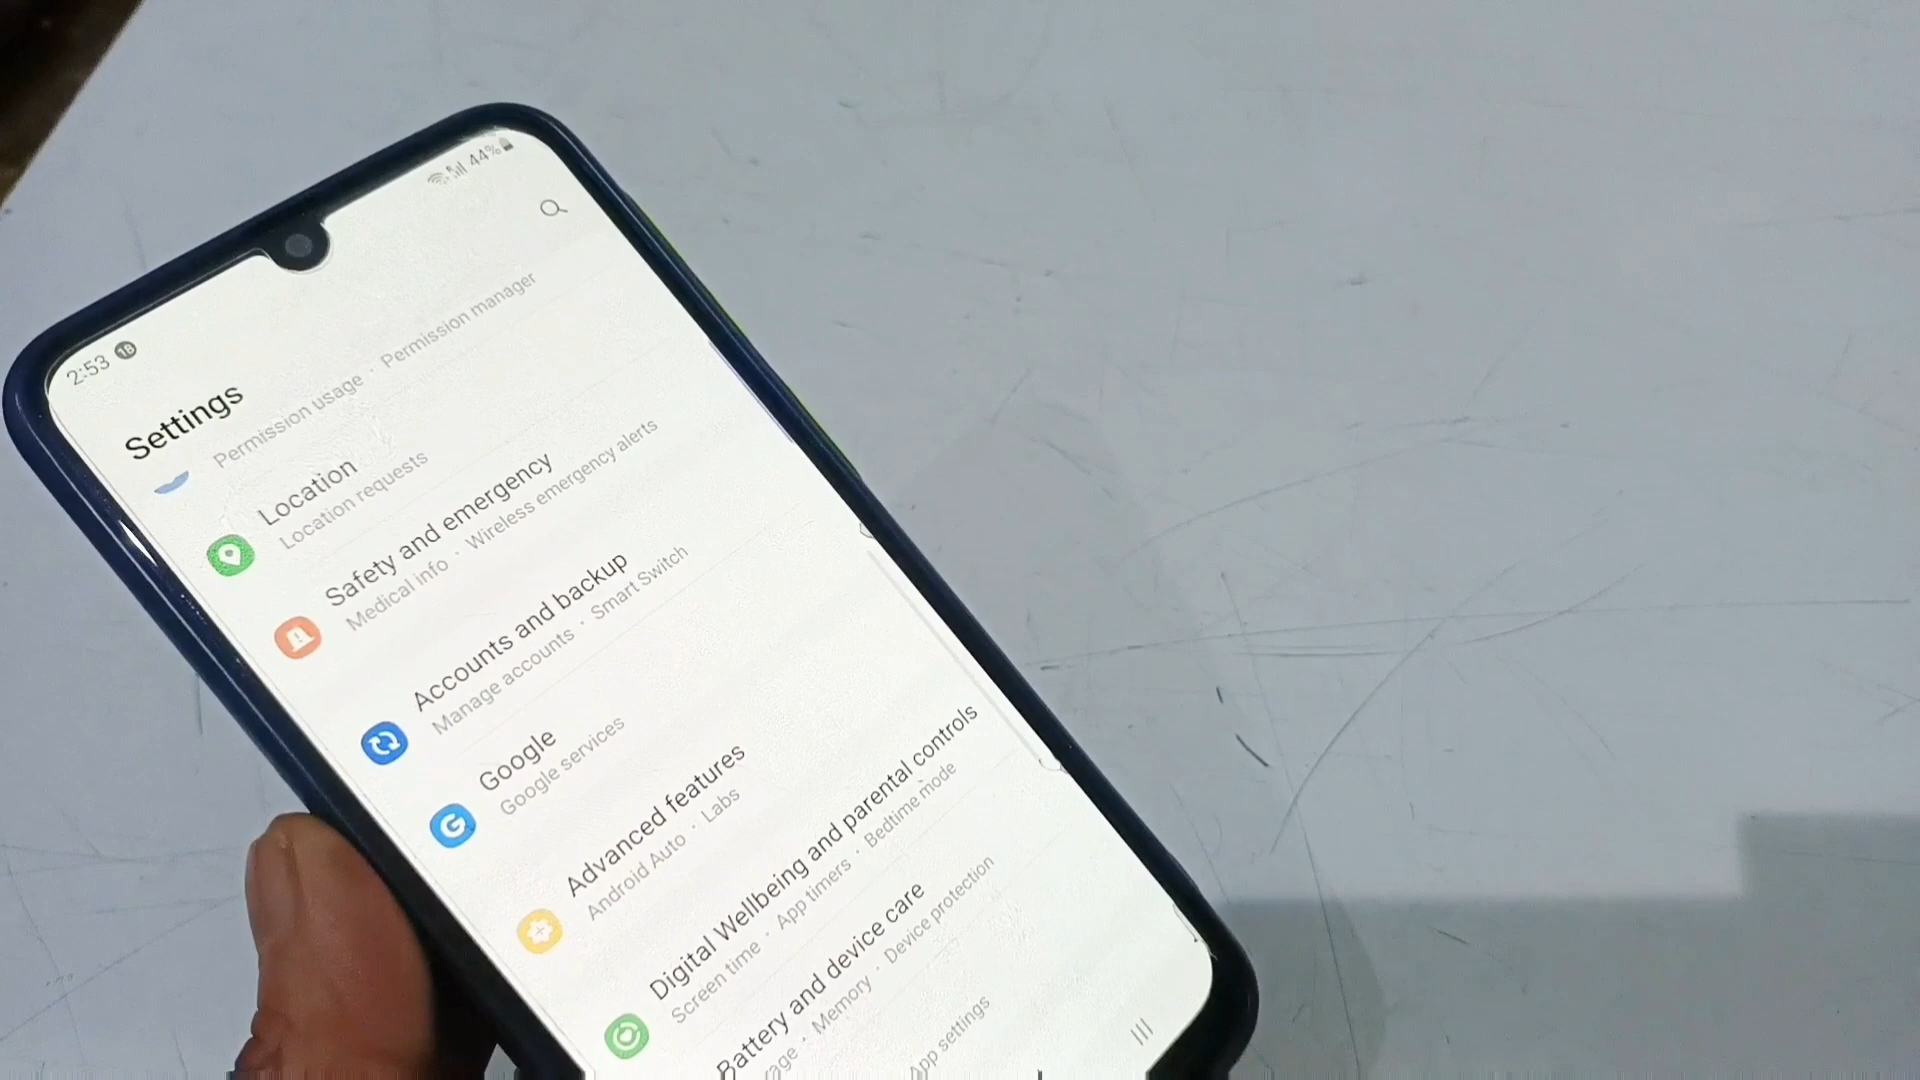 2:53 18 44%
Settings
Permission usage · Permission manager
Location
Location requests
Safety and emergency
Medical info · Wireless emergency alerts
Accounts and backup
Manage accounts · Smart Switch
Google
Google services
Advanced features
Android Auto · Labs
Digital Wellbeing and parental controls
Screen time · App timers · Bedtime mode
Battery and device care
· Memory · Device protection
settings